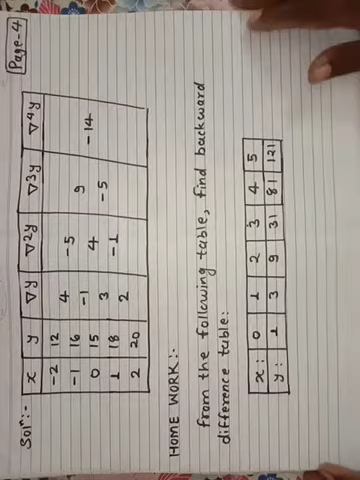 Page-4
Solⁿ:-
x y ∇y ∇2y ∇3y ∇4y
-2 12
4
-1 16 -5
-1 9
0 15 4 -14
3 -5
1 18 -1
2
2 20
HOME WORK:-
from the following table, find backward
difference table:
x: 0 1 2 3 4 5
y: 1 3 9 31 81 121